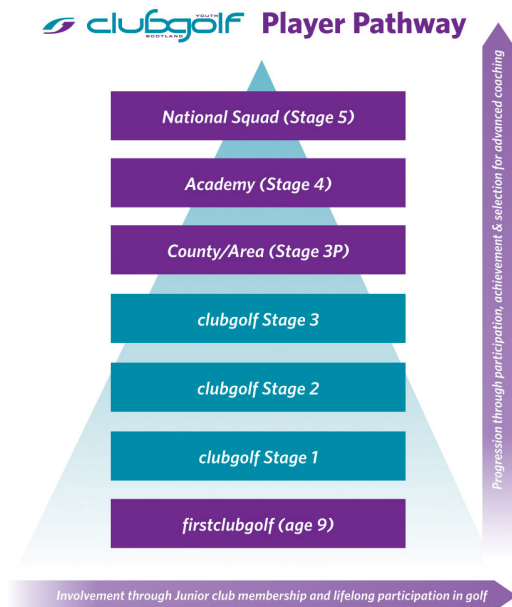 clubgolf Player Pathway
YOUTH
SCOTLAND
National Squad (Stage 5)
Academy (Stage 4)
County/Area (Stage 3P)
clubgolf Stage 3
clubgolf Stage 2
clubgolf Stage 1
firstclubgolf (age 9)
Involvement through Junior club membership and lifelong participation in golf
Progression through participation, achievement & selection for advanced coaching